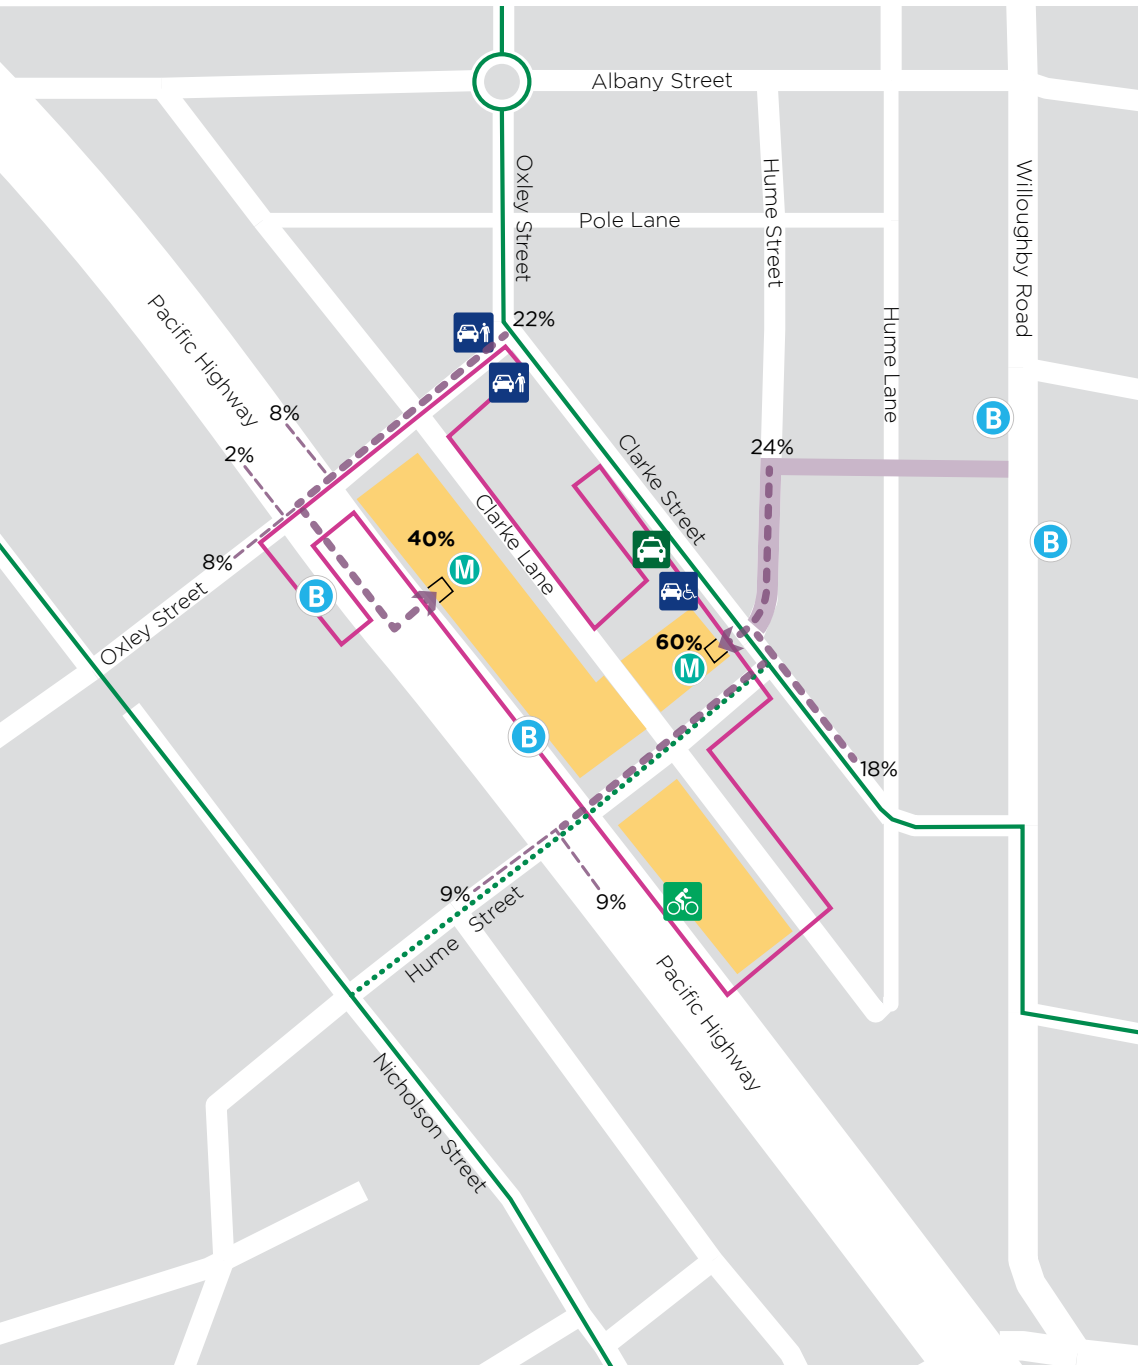 Albany Street
Oxley Street
Hume Street
Willoughby Road
Pole Lane
Pacific Highway
22%
Hume Lane
8%
B
2%
Clarke Street
24%
Clarke Lane
40%
M
B
8%
B
Oxley Street
60%
M
B
18%
9%
9%
Hume Street
Pacific Highway
Nicholson Street